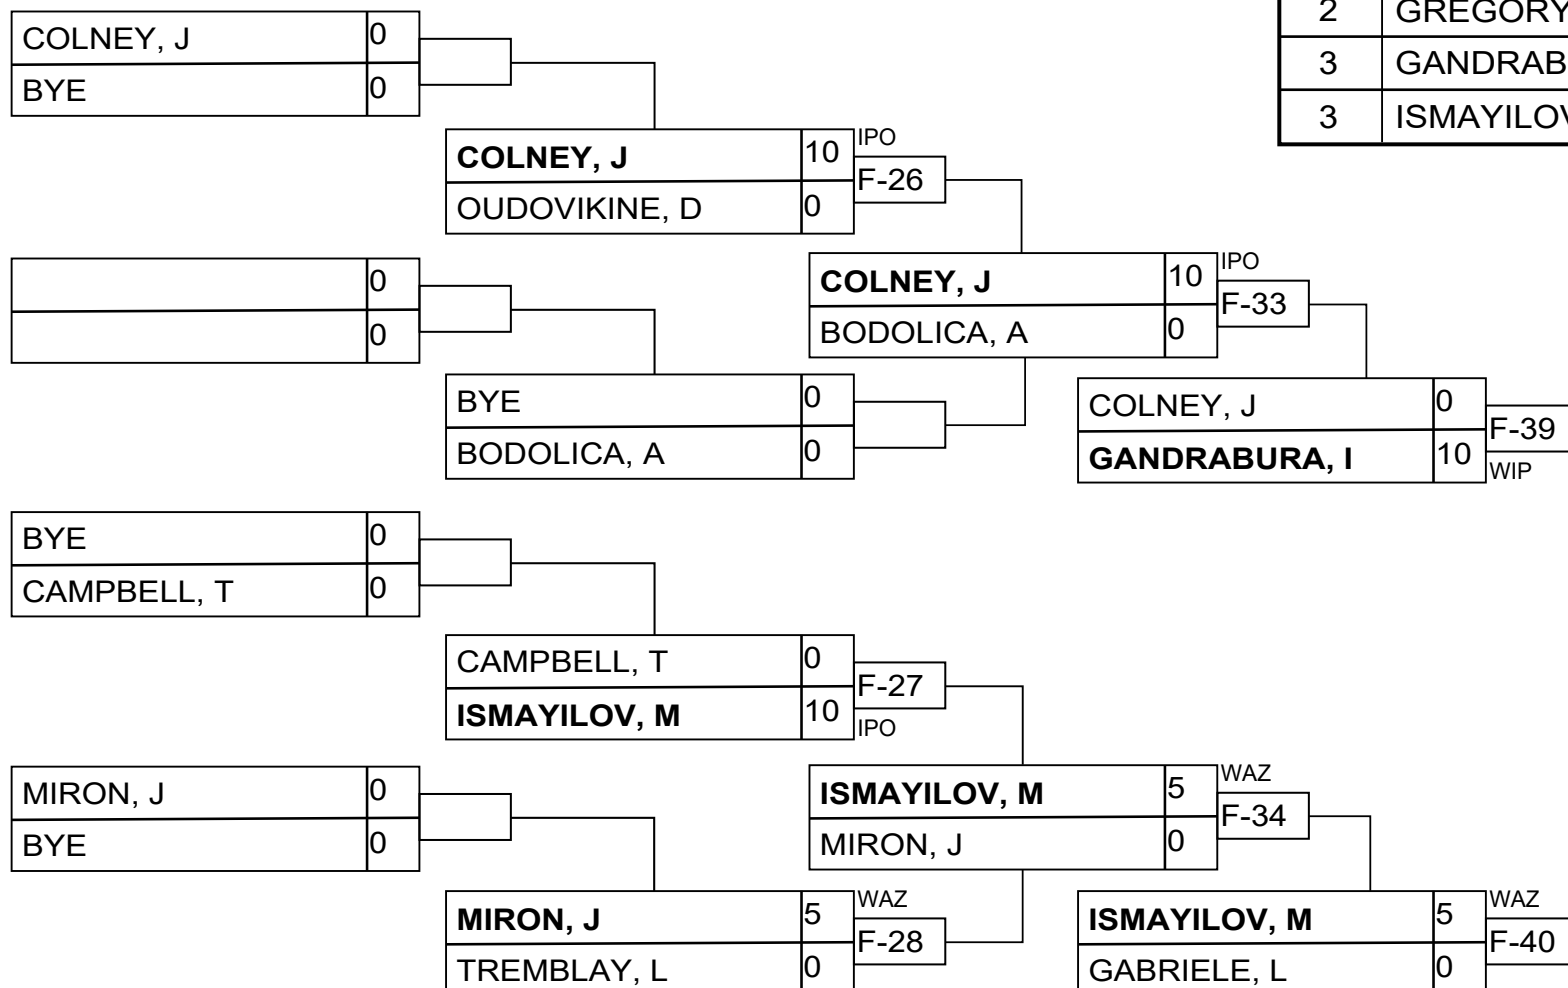 2 GREGORY
3 GANDRAB
3 ISMAYILOV
COLNEY, J 0
BYE 0
COLNEY, J 10 IPO
F-26
OUDOVIKINE, D 0
0
0
COLNEY, J 10 IPO
F-33
BODOLICA, A 0
BYE 0
BODOLICA, A 0
COLNEY, J 0
F-39
GANDRABURA, I 10 WIP
BYE 0
CAMPBELL, T 0
CAMPBELL, T 0
F-27
ISMAYILOV, M 10 IPO
MIRON, J 0
BYE 0
ISMAYILOV, M 5 WAZ
F-34
MIRON, J 0
MIRON, J 5 WAZ
F-28
TREMBLAY, L 0
ISMAYILOV, M 5 WAZ
F-40
GABRIELE, L 0